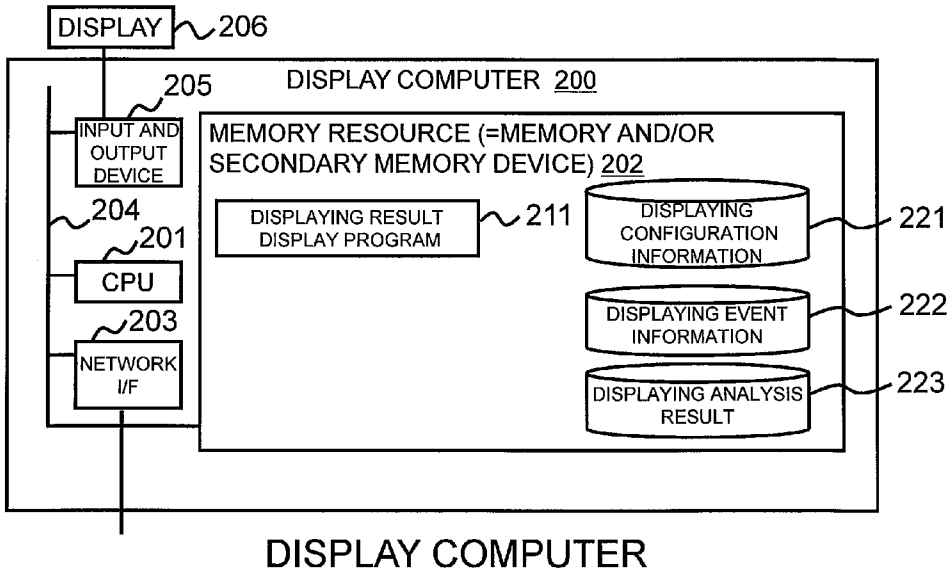 DISPLAY 206
DISPLAY COMPUTER 200
205
INPUT AND
OUTPUT
DEVICE
MEMORY RESOURCE (=MEMORY AND/OR
SECONDARY MEMORY DEVICE) 202
204
201
CPU
203
NETWORK
I/F
DISPLAYING RESULT
DISPLAY PROGRAM
211
DISPLAYING
CONFIGURATION
INFORMATION
221
DISPLAYING EVENT
INFORMATION
222
DISPLAYING ANALYSIS
RESULT
223
DISPLAY COMPUTER